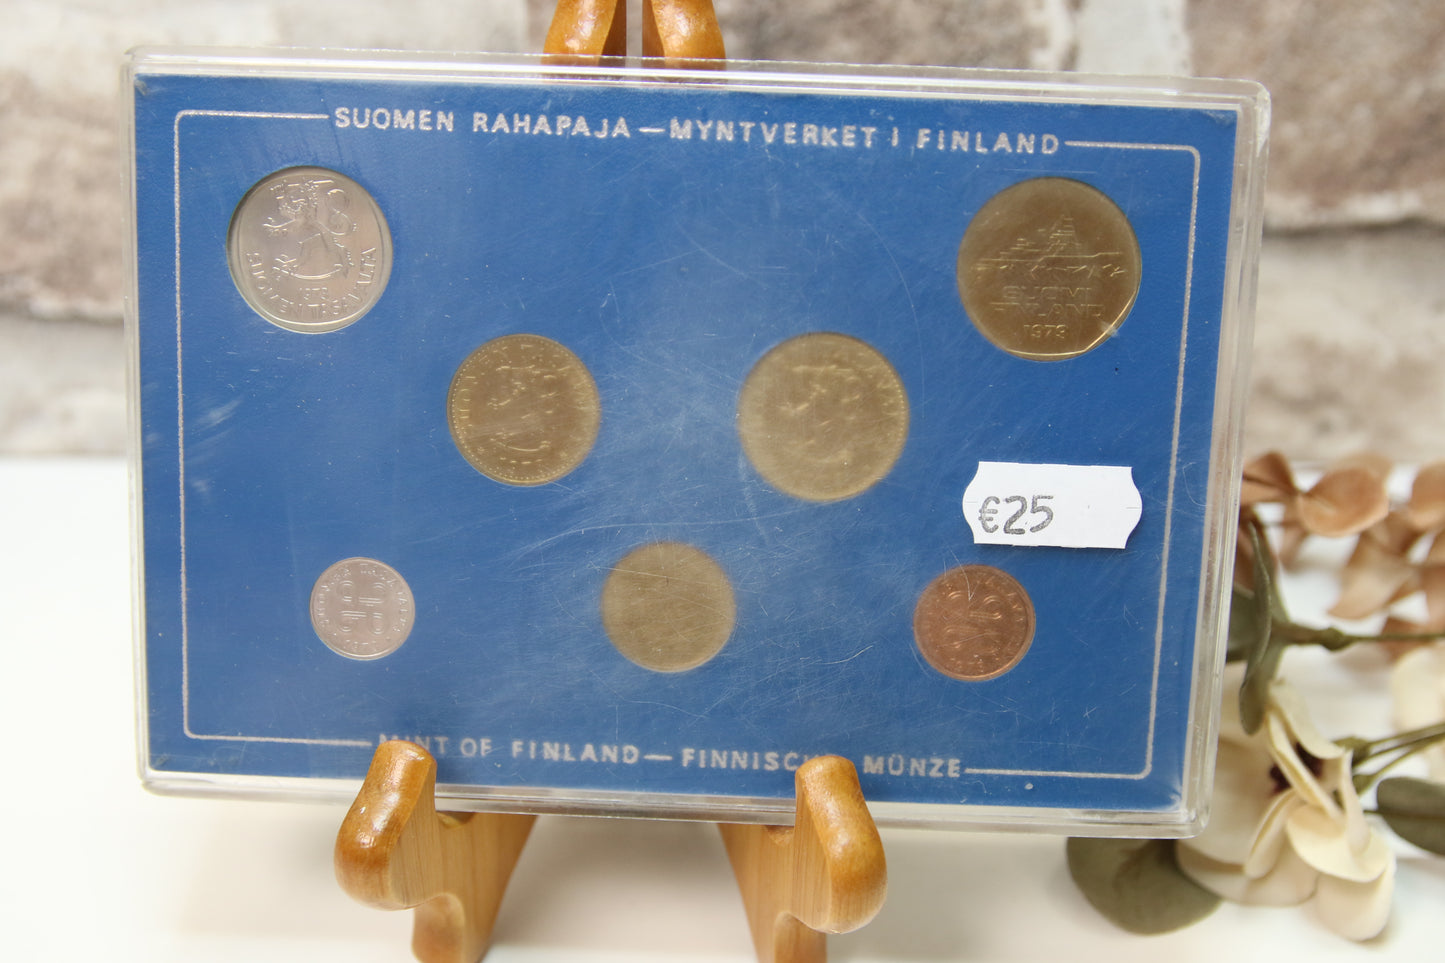 SUOMEN RAHAPAJA — MYNTVERKET I FINLAND
SUOMEN TASAVALTA
1973
SUOMI
FINLAND
1973
€25
MINT OF FINLAND — FINNISCHE MÜNZE